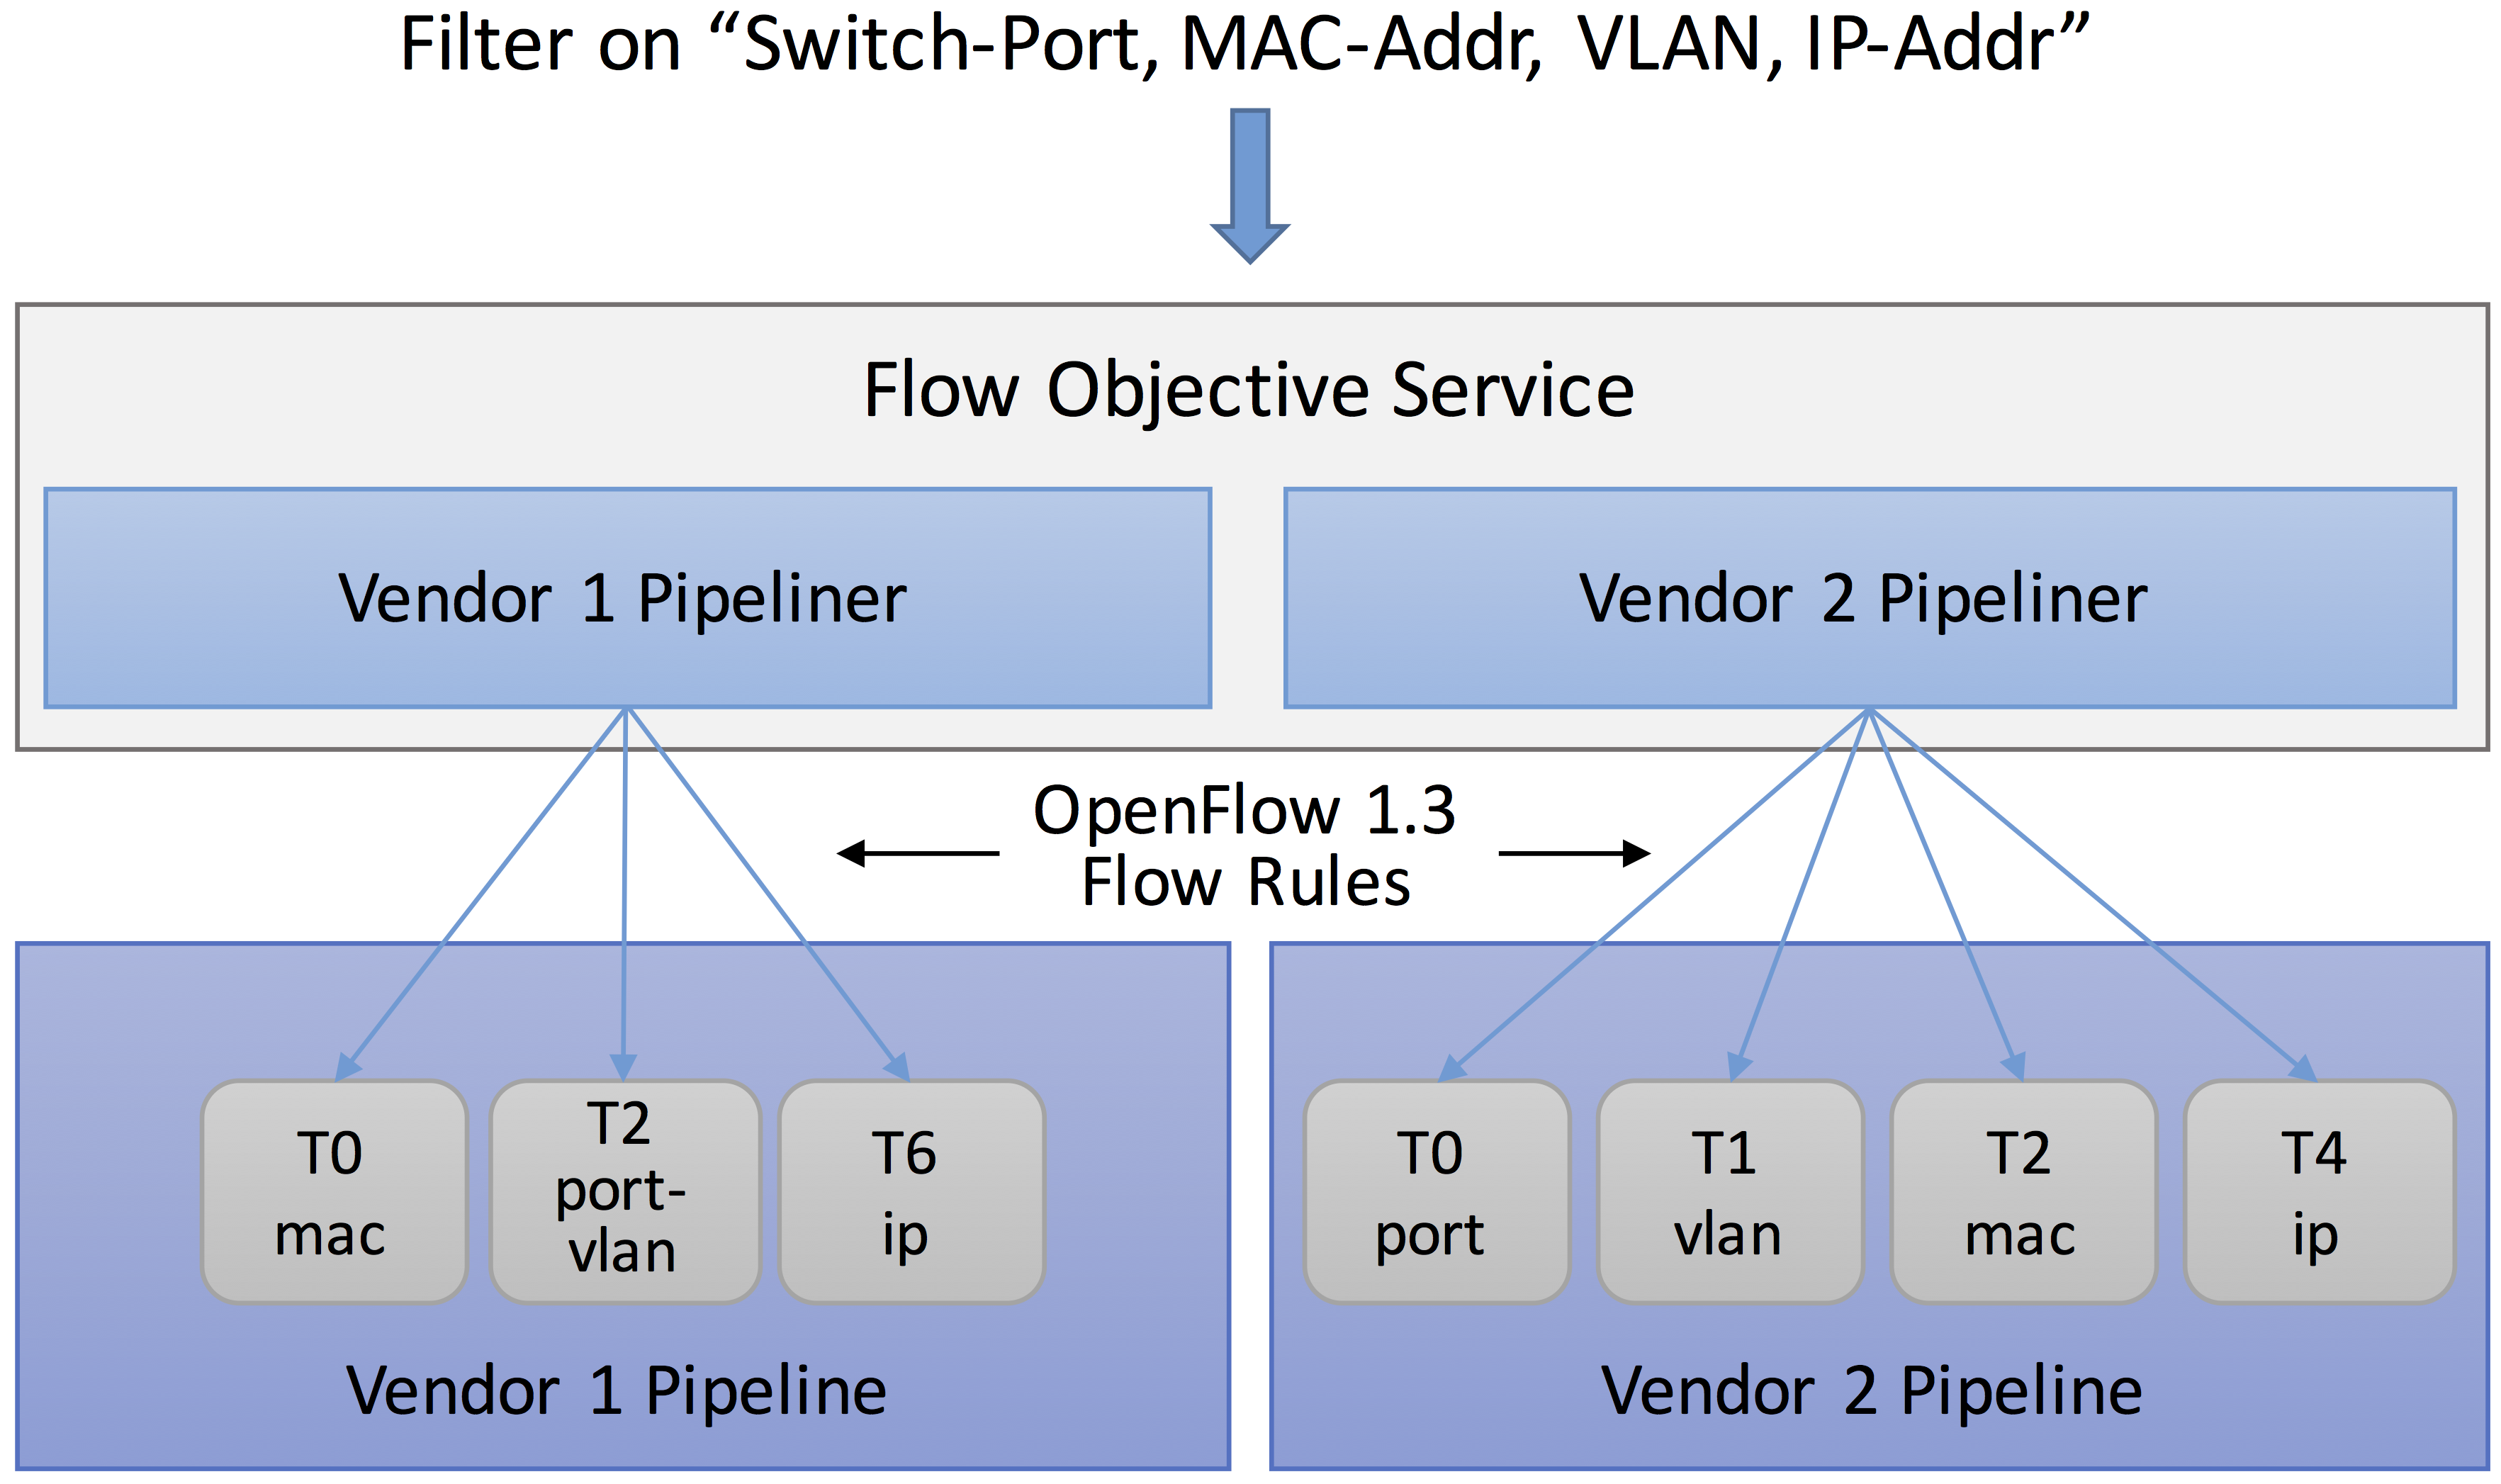 Filter on “Switch-Port, MAC-Addr, VLAN, IP-Addr”
Flow Objective Service
Vendor 1 Pipeliner
Vendor 2 Pipeliner
OpenFlow 1.3
Flow Rules
T0
mac
T2
port-
vlan
T6
ip
Vendor 1 Pipeline
T0
port
T1
vlan
T2
mac
T4
ip
Vendor 2 Pipeline